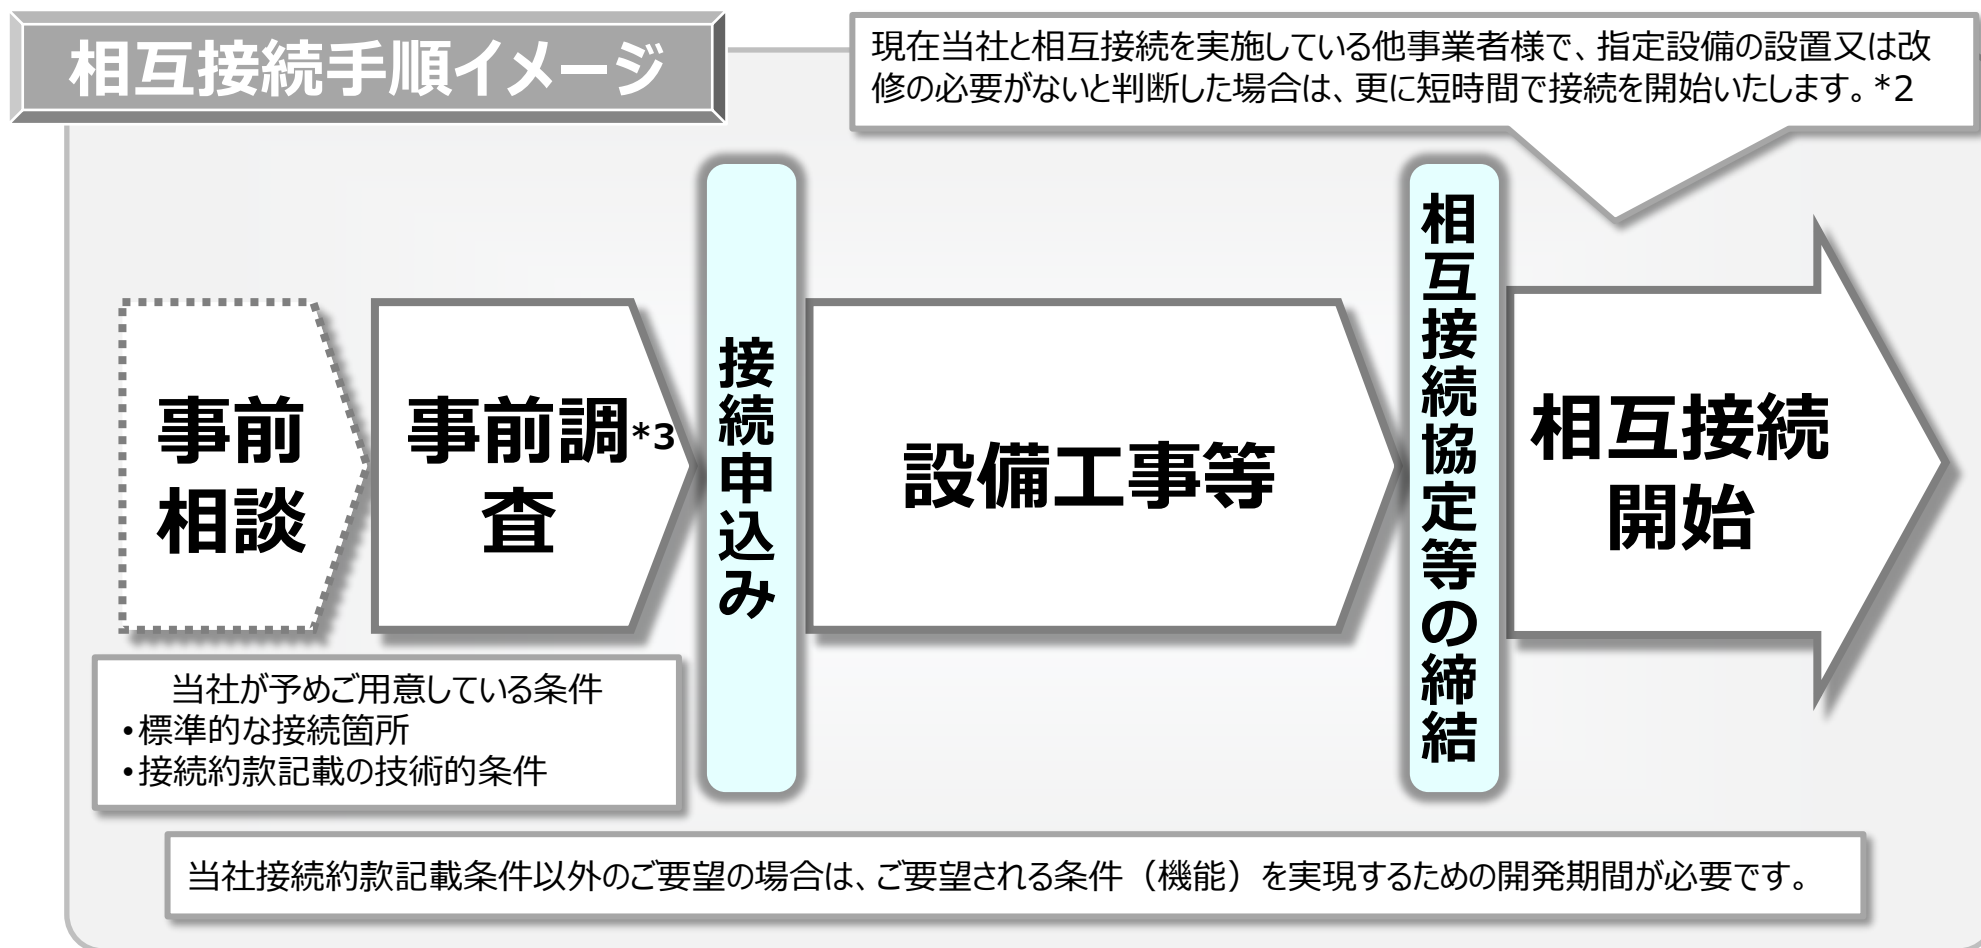 相互接続手順イメージ
現在当社と相互接続を実施している他事業者様で、指定設備の設置又は改
修の必要がないと判断した場合は、更に短時間で接続を開始いたします。*2
事前
相談
事前調*3
査
接続申込み
設備工事等
相互接続協定等の締結
相互接続
開始
当社が予めご用意している条件
•標準的な接続箇所
•接続約款記載の技術的条件
当社接続約款記載条件以外のご要望の場合は、ご要望される条件（機能）を実現するための開発期間が必要です。